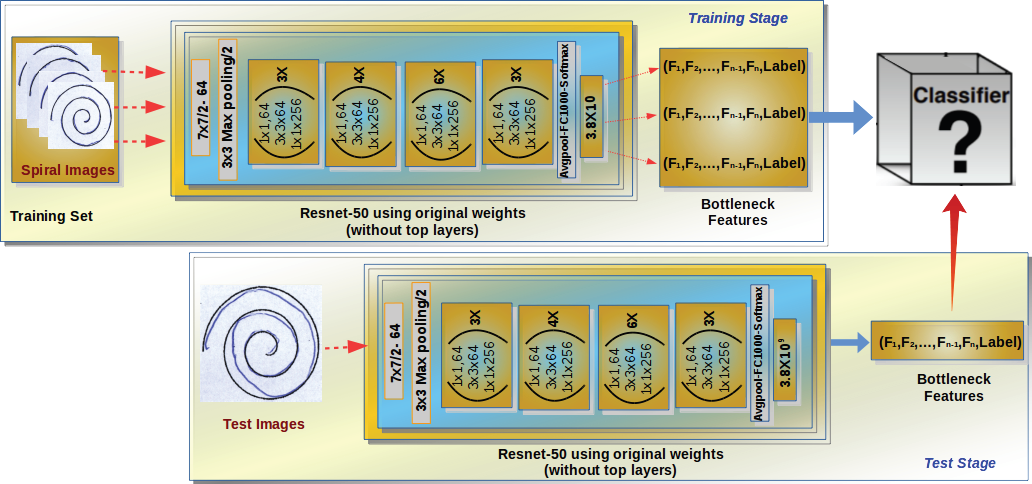 Training Stage
Spiral Images
Training Set
7x7/2- 64
3x3 Max pooling/2
3X
1x1,64
3x3x64
1x1x256
4X
1x1,64
3x3x64
1x1x256
6X
1x1,64
3x3x64
1x1x256
3X
1x1,64
3x3x64
1x1x256
Avgpool-FC1000-Softmax
3.8X10
(F1,F2,...,Fn-1,Fn,Label)
(F1,F2,...,Fn-1,Fn,Label)
(F1,F2,...,Fn-1,Fn,Label)
Bottleneck
Features
Resnet-50 using original weights
(without top layers)
Classifier
?
Test Images
7x7/2- 64
3x3 Max pooling/2
3X
1x1,64
3x3x64
1x1x256
4X
1x1,64
3x3x64
1x1x256
6X
1x1,64
3x3x64
1x1x256
3X
1x1,64
3x3x64
1x1x256
Avgpool-FC1000-Softmax
3.8X10⁹
(F1,F2,...,Fn-1,Fn,Label)
Bottleneck
Features
Resnet-50 using original weights
(without top layers)
Test Stage